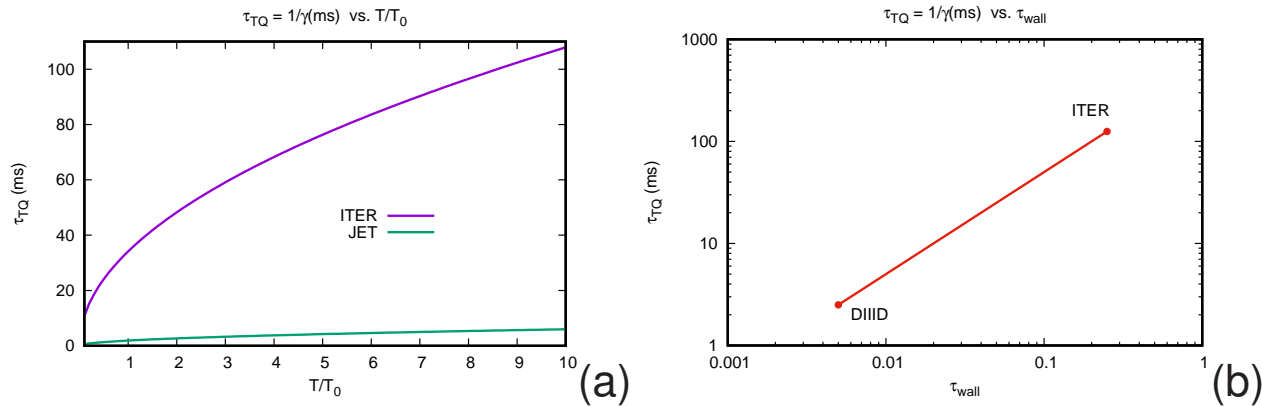 τTQ = 1/γ(ms) vs. T/T0
τTQ (ms)
100
80
60
40
20
0
ITER
JET
1
2
3
4
5
6
7
8
9
10
T/T0
(a)
τTQ = 1/γ(ms) vs. τwall
τTQ (ms)
1000
100
10
1
ITER
DIIID
0.001
0.01
0.1
1
τwall
(b)